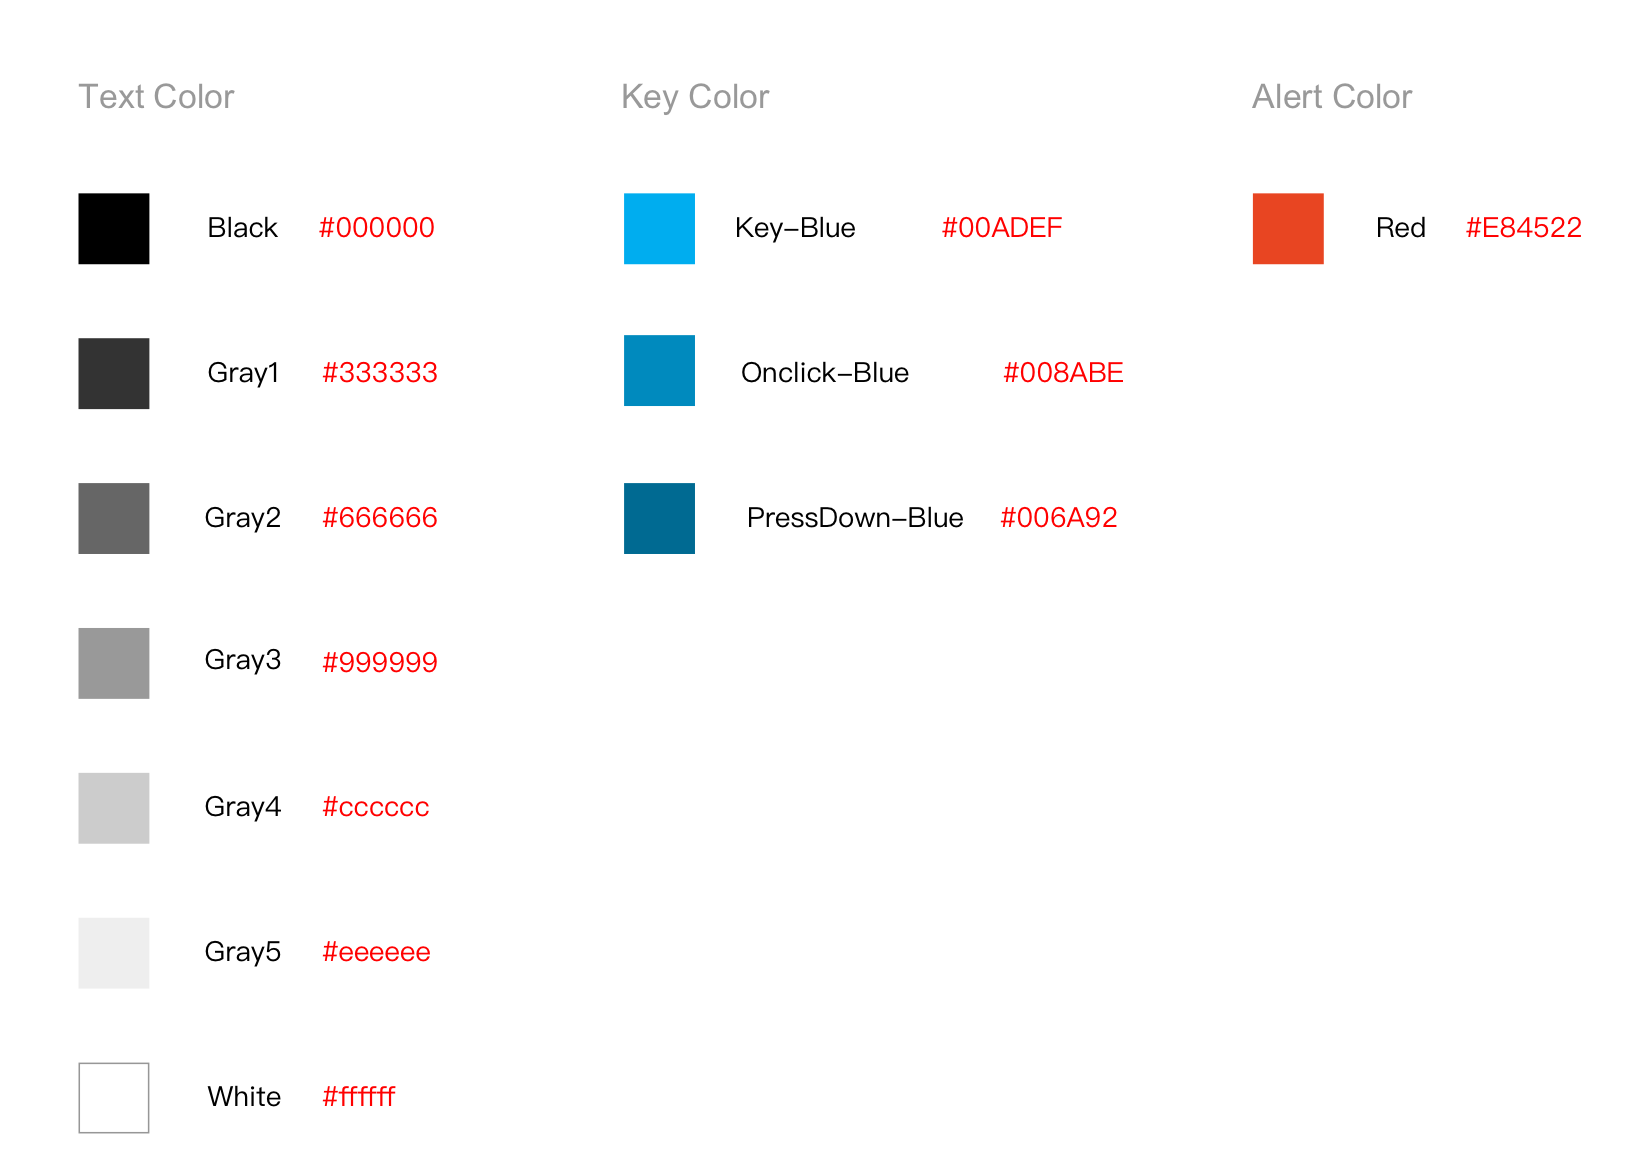 Text Color
Black #000000
Gray1 #333333
Gray2 #666666
Gray3 #999999
Gray4 #cccccc
Gray5 #eeeeee
White #ffffff
Key Color
Key–Blue #00ADEF
Onclick–Blue #008ABE
PressDown–Blue #006A92
Alert Color
Red #E84522